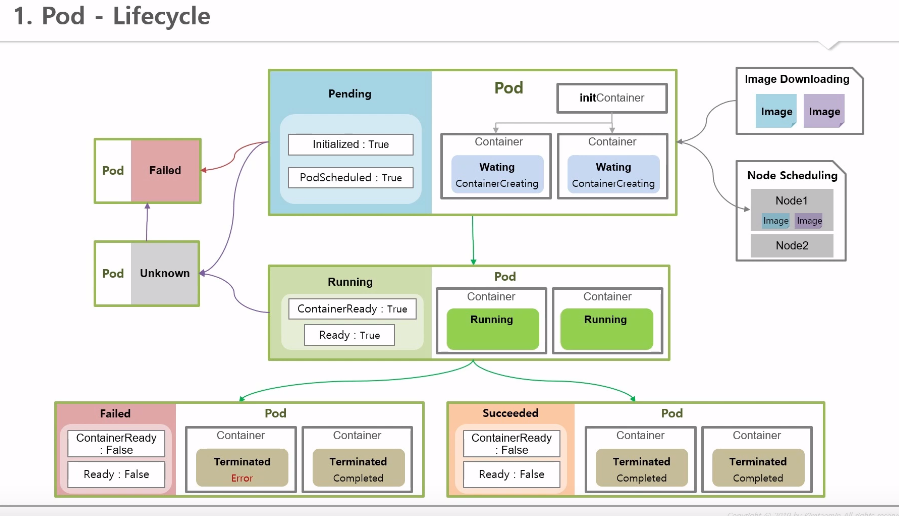 1. Pod - Lifecycle
Pending
Initialized : True
PodScheduled : True
Pod
initContainer
Container
Wating
ContainerCreating
Container
Wating
ContainerCreating
Image Downloading
Image
Image
Node Scheduling
Node1
Image
Image
Node2
Pod
Failed
Pod
Unknown
Running
ContainerReady : True
Ready : True
Pod
Container
Running
Container
Running
Failed
ContainerReady
: False
Ready : False
Pod
Container
Terminated
Error
Container
Terminated
Completed
Succeeded
ContainerReady
: False
Ready : False
Pod
Container
Terminated
Completed
Container
Terminated
Completed